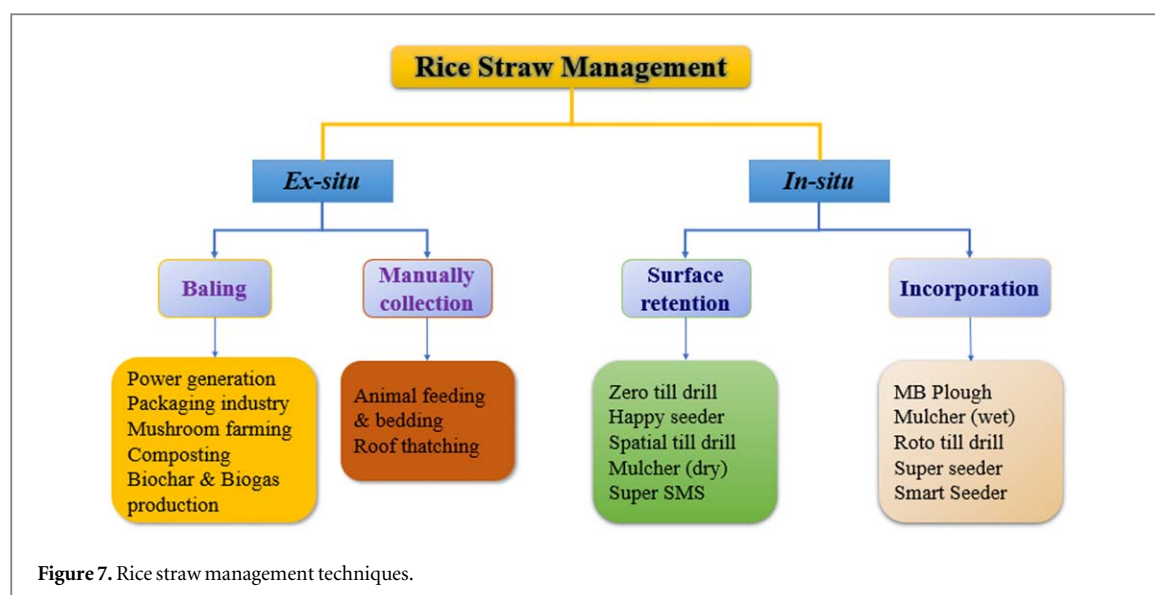 Rice Straw Management
Ex-situ
In-situ
Baling
Manually
collection
Surface
retention
Incorporation
Power generation
Packaging industry
Mushroom farming
Composting
Biochar & Biogas
production
Animal feeding
& bedding
Roof thatching
Zero till drill
Happy seeder
Spatial till drill
Mulcher (dry)
Super SMS
MB Plough
Mulcher (wet)
Roto till drill
Super seeder
Smart Seeder
Figure 7. Rice straw management techniques.